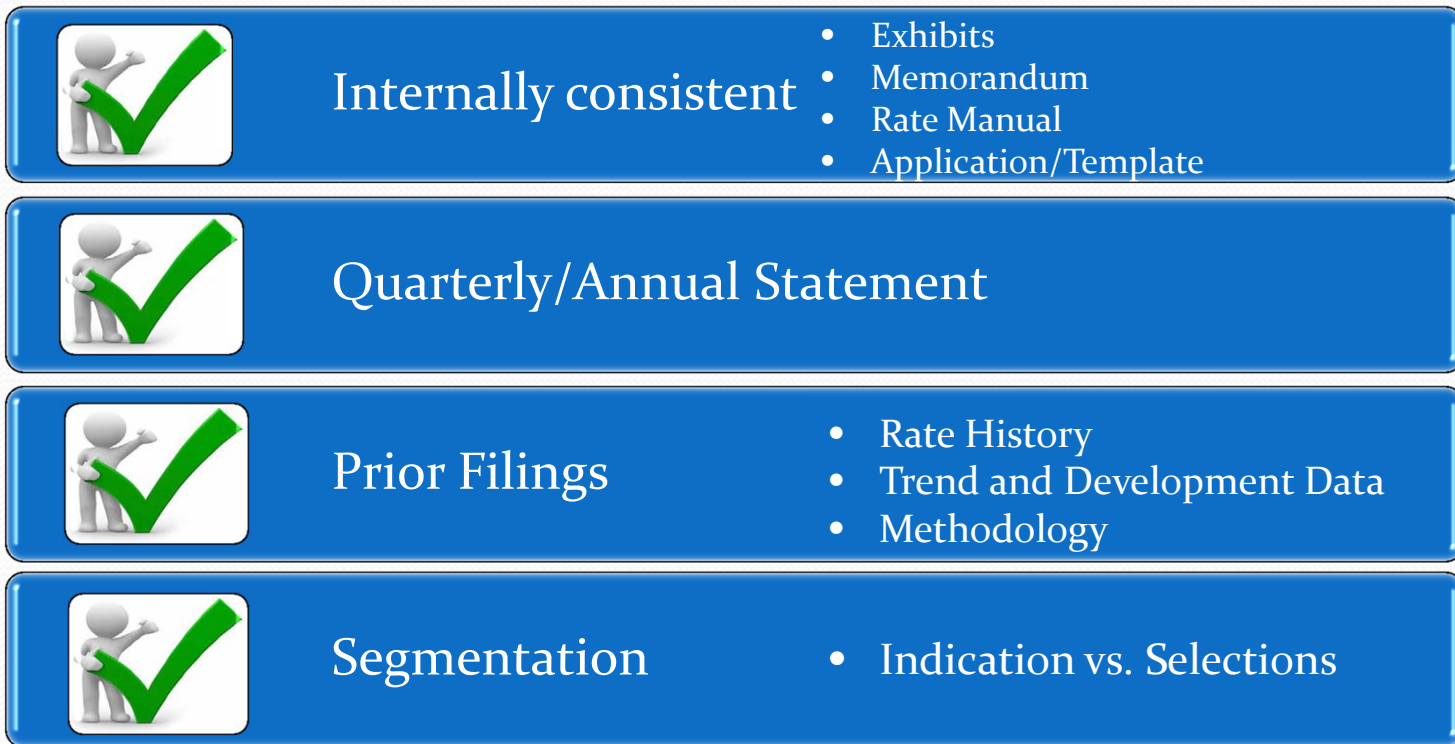 Internally consistent
• Exhibits
• Memorandum
• Rate Manual
• Application/Template
Quarterly/Annual Statement
Prior Filings
• Rate History
• Trend and Development Data
• Methodology
Segmentation
• Indication vs. Selections